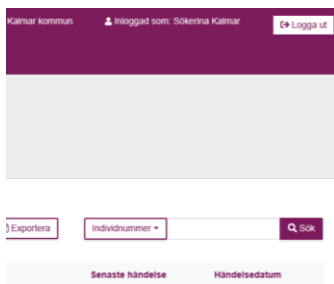 Kalmar kommun Inloggad som: Sökerina Kalmar Logga ut
Exportera Individnummer Sök
Senaste händelse Händelsedatum